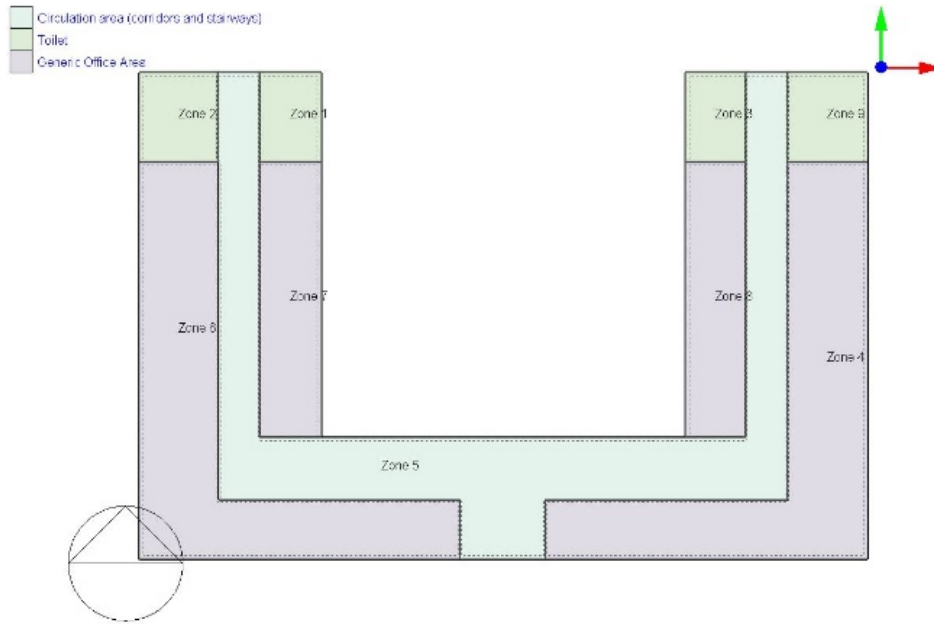 Circulation area (corridors and stairways)
Toilet
Generic Office Area
Zone 2
Zone 1
Zone 3
Zone 9
Zone 7
Zone 8
Zone 6
Zone 4
Zone 5